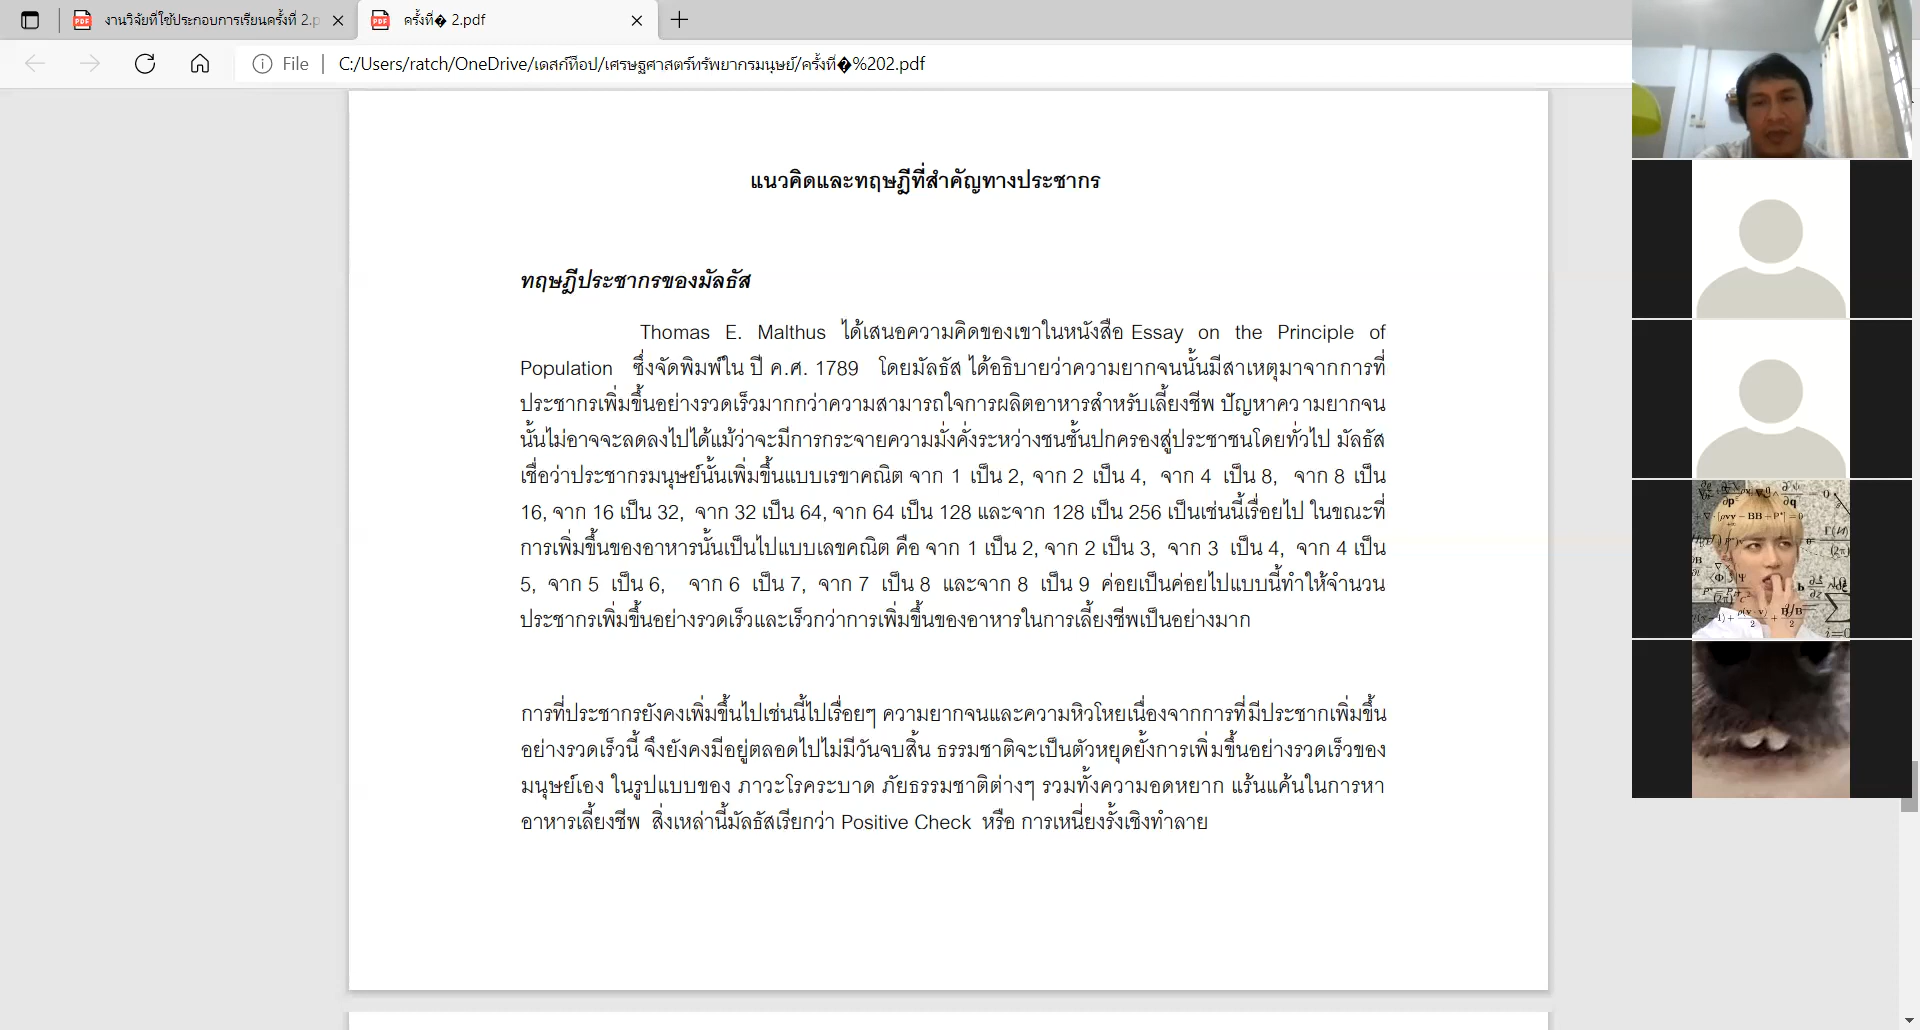 งานวิจัยที่ใช้ประกอบการเรียนครั้งที่ 2.p
ครั้งที่� 2.pdf
File
C:/Users/ratch/OneDrive/เดสก์ท็อป/เศรษฐศาสตร์ทรัพยากรมนุษย์/ครั้งที่�%202.pdf
แนวคิดและทฤษฎีที่สำคัญทางประชากร
ทฤษฎีประชากรของมัลธัส
Thomas E. Malthus ได้เสนอความคิดของเขาในหนังสือ Essay on the Principle of
Population ซึ่งจัดพิมพ์ใน ปี ค.ศ. 1789 โดยมัลธัส ได้อธิบายว่าความยากจนนั้นมีสาเหตุมาจากการที่
ประชากรเพิ่มขึ้นอย่างรวดเร็วมากกว่าความสามารถใจการผลิตอาหารสำหรับเลี้ยงชีพ ปัญหาความยากจน
นั้นไม่อาจจะลดลงไปได้แม้ว่าจะมีการกระจายความมั่งคั่งระหว่างชนชั้นปกครองสู่ประชาชนโดยทั่วไป มัลธัส
เชื่อว่าประชากรมนุษย์นั้นเพิ่มขึ้นแบบเรขาคณิต จาก 1 เป็น 2, จาก 2 เป็น 4, จาก 4 เป็น 8, จาก 8 เป็น
16, จาก 16 เป็น 32, จาก 32 เป็น 64, จาก 64 เป็น 128 และจาก 128 เป็น 256 เป็นเช่นนี้เรื่อยไป ในขณะที่
การเพิ่มขึ้นของอาหารนั้นเป็นไปแบบเลขคณิต คือ จาก 1 เป็น 2, จาก 2 เป็น 3, จาก 3 เป็น 4, จาก 4 เป็น
5, จาก 5 เป็น 6, จาก 6 เป็น 7, จาก 7 เป็น 8 และจาก 8 เป็น 9 ค่อยเป็นค่อยไปแบบนี้ทำให้จำนวน
ประชากรเพิ่มขึ้นอย่างรวดเร็วและเร็วกว่าการเพิ่มขึ้นของอาหารในการเลี้ยงชีพเป็นอย่างมาก
การที่ประชากรยังคงเพิ่มขึ้นไปเช่นนี้ไปเรื่อยๆ ความยากจนและความหิวโหยเนื่องจากการที่มีประชากเพิ่มขึ้น
อย่างรวดเร็วนี้ จึงยังคงมีอยู่ตลอดไปไม่มีวันจบสิ้น ธรรมชาติจะเป็นตัวหยุดยั้งการเพิ่มขึ้นอย่างรวดเร็วของ
มนุษย์เอง ในรูปแบบของ ภาวะโรคระบาด ภัยธรรมชาติต่างๆ รวมทั้งความอดหยาก แร้นแค้นในการหา
อาหารเลี้ยงชีพ สิ่งเหล่านี้มัลธัสเรียกว่า Positive Check หรือ การเหนี่ยงรั้งเชิงทำลาย